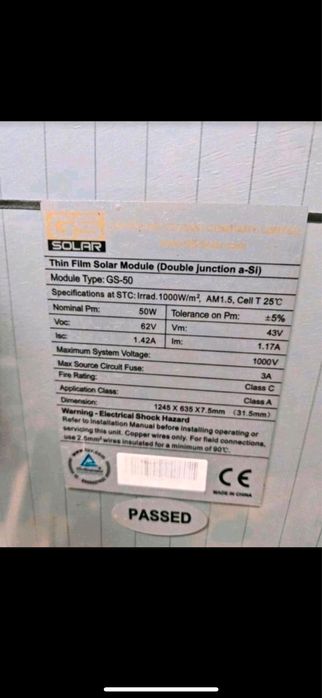 GS
SOLAR
Thin Film Solar Module (Double junction a-Si)
Module Type: GS-50
Specifications at STC: Irrad.1000W/m², AM1.5, Cell T 25℃
Nominal Pm: 50W Tolerance on Pm: ±5%
Voc: 62V Vm: 43V
Isc: 1.42A Im: 1.17A
Maximum System Voltage: 1000V
Max Source Circuit Fuse: 3A
Fire Rating: Class C
Application Class: Class A
Dimension: 1245 X 635 X7.5mm (31.5mm)
Warning - Electrical Shock Hazard
Refer to Installation Manual before installing operating or
servicing this unit. Copper wires only. For field connections,
use 2.5mm² wires insulated for a minimum of 90℃.
CE
MADE IN CHINA
PASSED